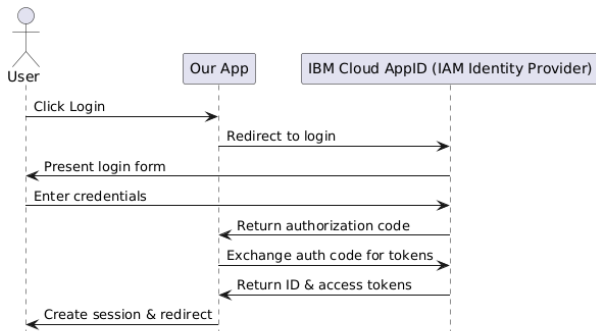 User
Our App
IBM Cloud AppID (IAM Identity Provider)
Click Login
Redirect to login
Present login form
Enter credentials
Return authorization code
Exchange auth code for tokens
Return ID & access tokens
Create session & redirect